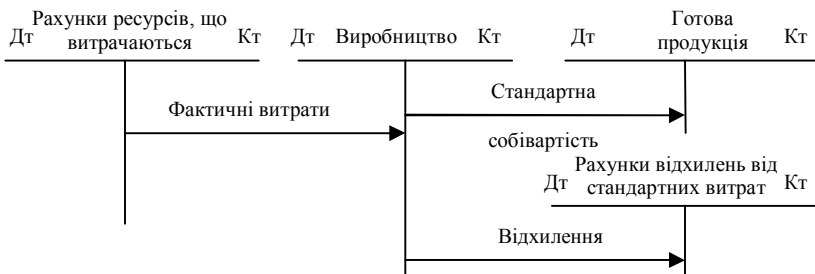 Рахунки ресурсів, що
Дт витрачаються Кт
Дт Виробництво Кт
Готова
Дт продукція Кт
Фактичні витрати
Стандартна
собівартість
Рахунки відхилень від
Дт стандартних витрат Кт
Відхилення